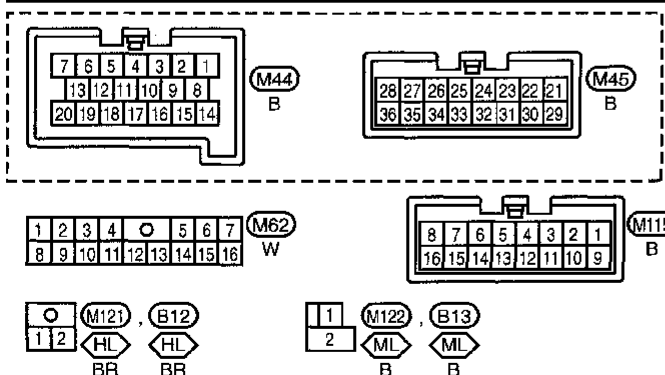 7 6 5 4 3 2 1
13 12 11 10 9 8
20 19 18 17 16 15 14
M44
B
28 27 26 25 24 23 22 21
36 35 34 33 32 31 30 29
M45
B
1 2 3 4 5 6 7
8 9 10 11 12 13 14 15 16
M62
W
8 7 6 5 4 3 2 1
16 15 14 13 12 11 10 9
M115
B
1 2
M121 , B12
HL HL
BR BR
1
2
M122 , B13
ML ML
B B